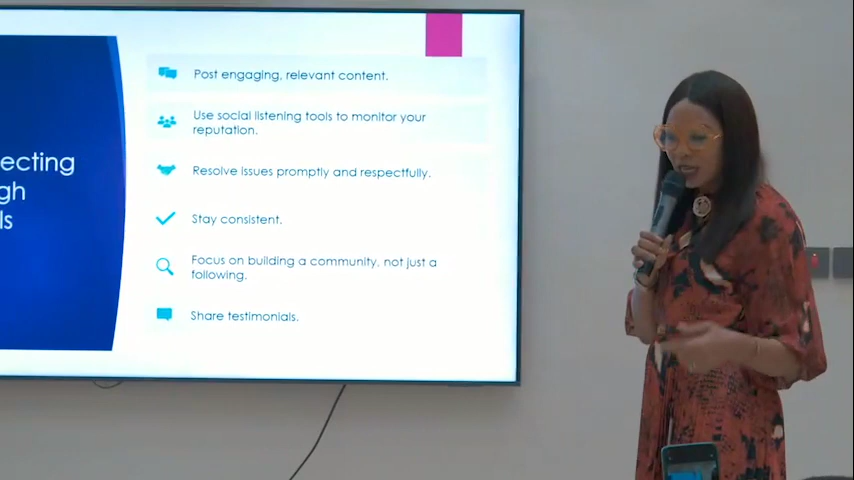 ecting
gh
ls
Post engaging, relevant content.
Use social listening tools to monitor your
reputation.
Resolve issues promptly and respectfully.
Stay consistent.
Focus on building a community, not just a
following.
Share testimonials.